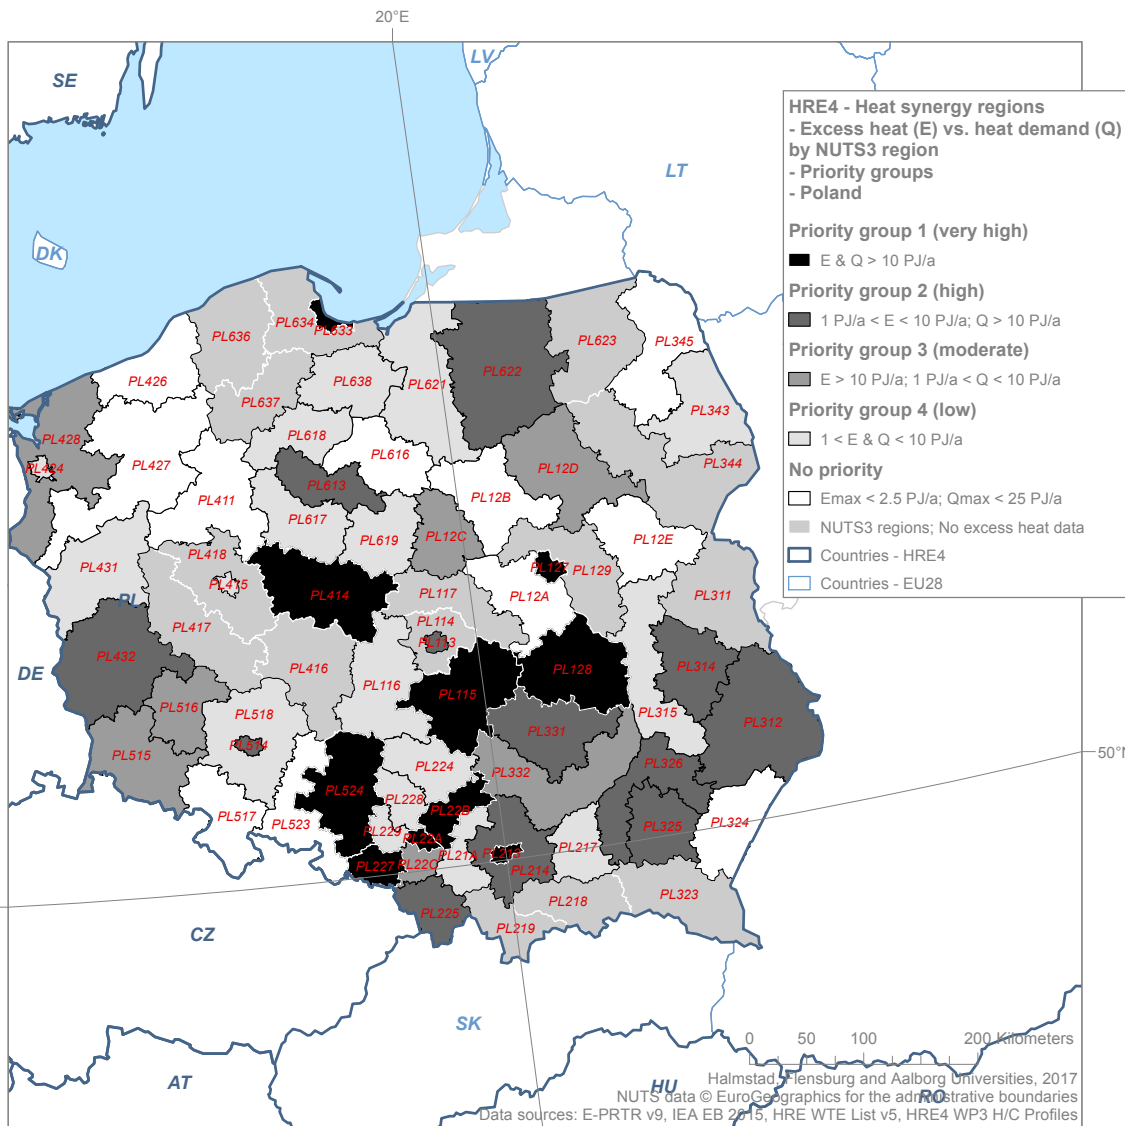 20°E
SE
LV
LT
DK
HRE4 - Heat synergy regions
- Excess heat (E) vs. heat demand (Q)
by NUTS3 region
- Priority groups
- Poland
Priority group 1 (very high)
E & Q > 10 PJ/a
Priority group 2 (high)
1 PJ/a < E < 10 PJ/a; Q > 10 PJ/a
Priority group 3 (moderate)
E > 10 PJ/a; 1 PJ/a < Q < 10 PJ/a
Priority group 4 (low)
1 < E & Q < 10 PJ/a
No priority
Emax < 2.5 PJ/a; Qmax < 25 PJ/a
NUTS3 regions; No excess heat data
Countries - HRE4
Countries - EU28
PL636
PL634
PL633
PL623
PL345
PL426
PL638
PL621
PL622
PL637
PL343
PL428
PL618
PL616
PL424
PL427
PL12D
PL344
PL411
PL613
PL12B
PL617
PL619
PL12C
PL12E
PL431
PL418
PL415
PL127
PL129
PL
PL414
PL117
PL12A
PL311
PL417
PL114
PL113
PL432
PL416
PL128
PL314
DE
PL116
PL115
PL516
PL518
PL315
PL312
PL514
PL331
PL515
PL224
PL332
PL326
50°N
PL524
PL228
PL22B
PL517
PL523
PL229
PL22A
PL325
PL324
PL227
PL22C
PL21A
PL213
PL217
PL214
PL225
PL218
PL323
PL219
CZ
SK
AT
HU
RO
0 50 100 200 Kilometers
Halmstad, Flensburg and Aalborg Universities, 2017
NUTS data © EuroGeographics for the administrative boundaries
Data sources: E-PRTR v9, IEA EB 2015, HRE WTE List v5, HRE4 WP3 H/C Profiles